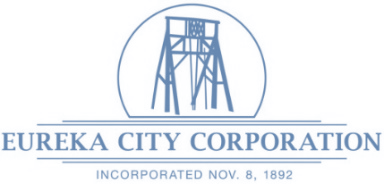 EUREKA CITY CORPORATION
INCORPORATED NOV. 8, 1892